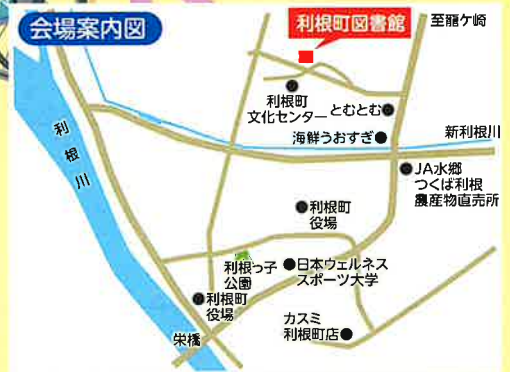 会場案内図
利根町図書館
至龍ケ崎
利根町
文化センター
とむとむ
海鮮うおすぎ
新利根川
利根川
JA水郷
つくば利根
農産物直売所
利根町
役場
利根っ子
公園
日本ウェルネス
スポーツ大学
利根町
役場
カスミ
利根町店
栄橋